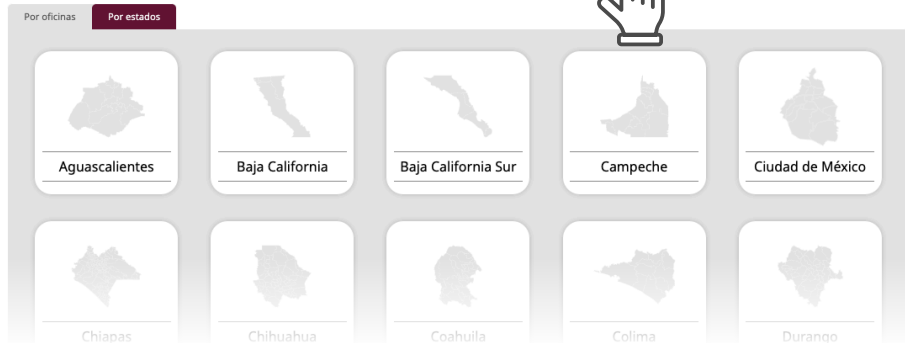 Por oficinas
Por estados
Aguascalientes
Baja California
Baja California Sur
Campeche
Ciudad de México
Chiapas
Chihuahua
Coahuila
Colima
Durango